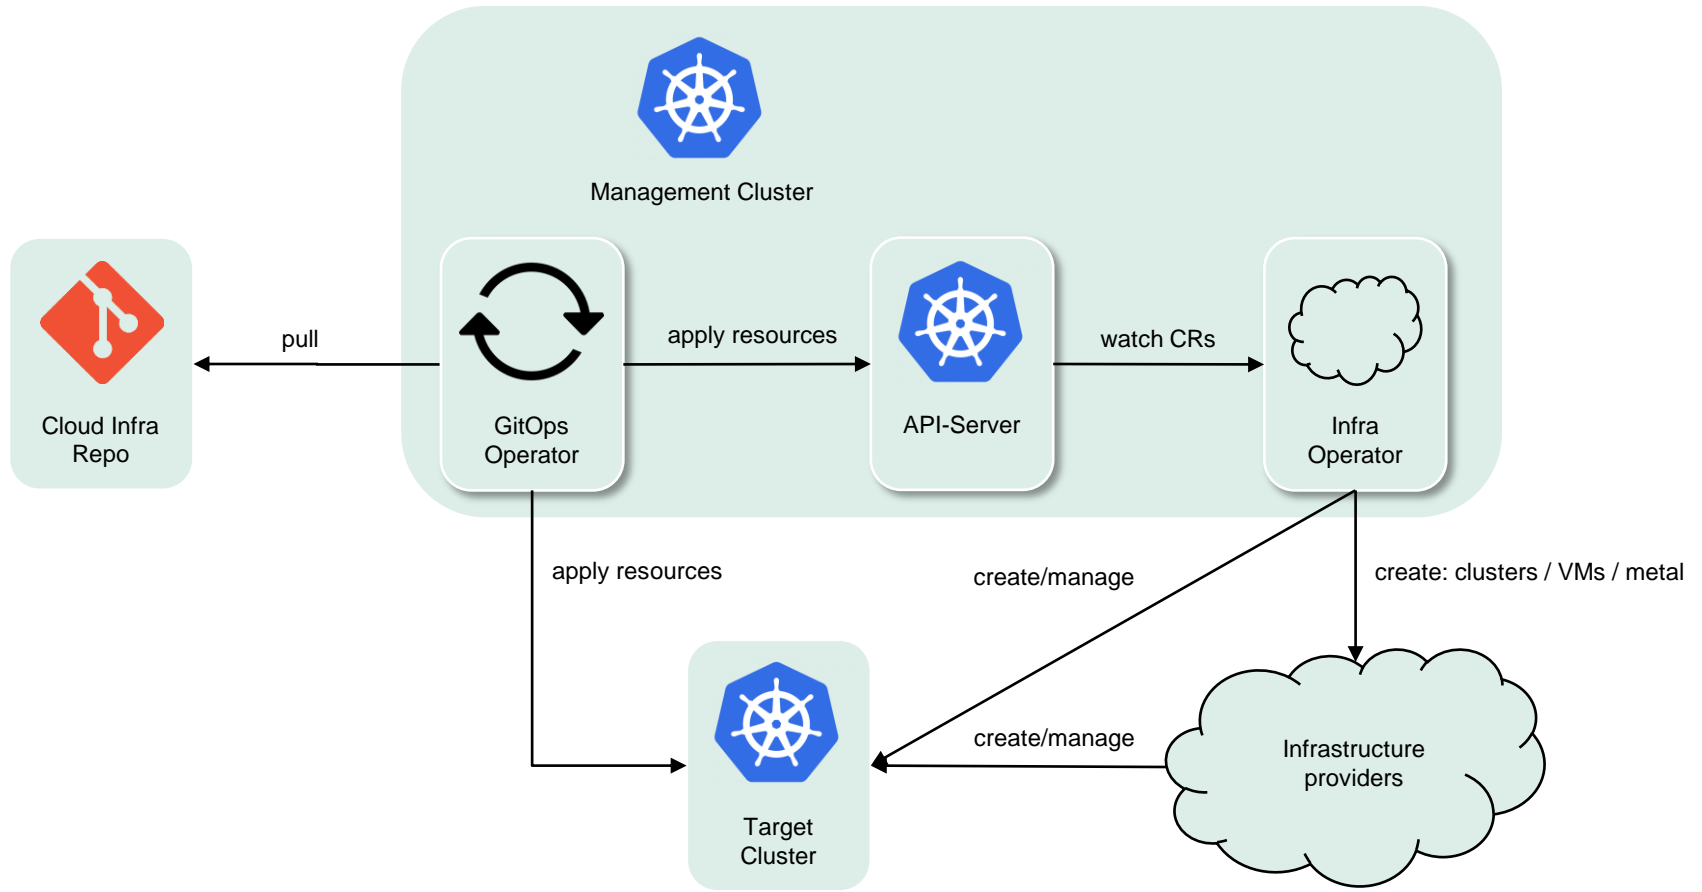 Management Cluster
pull
apply resources
watch CRs
Cloud Infra
Repo
GitOps
Operator
API-Server
Infra
Operator
apply resources
create/manage
create: clusters / VMs / metal
create/manage
Infrastructure
providers
Target
Cluster